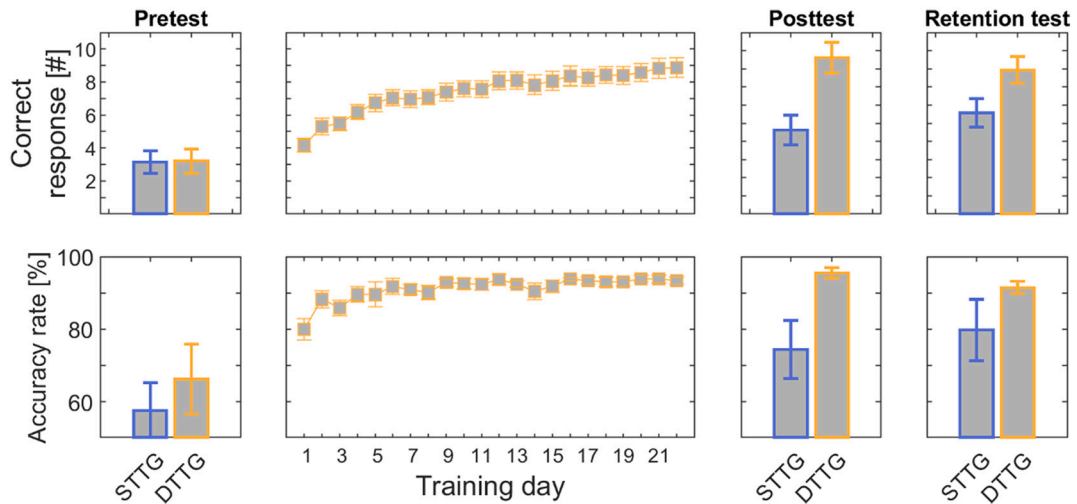 Pretest
Posttest
Retention test
Correct
response [#]
10
8
6
4
2
Accuracy rate [%]
100
80
60
STTG
DTTG
1 3 5 7 9 11 13 15 17 19 21
Training day
STTG
DTTG
STTG
DTTG